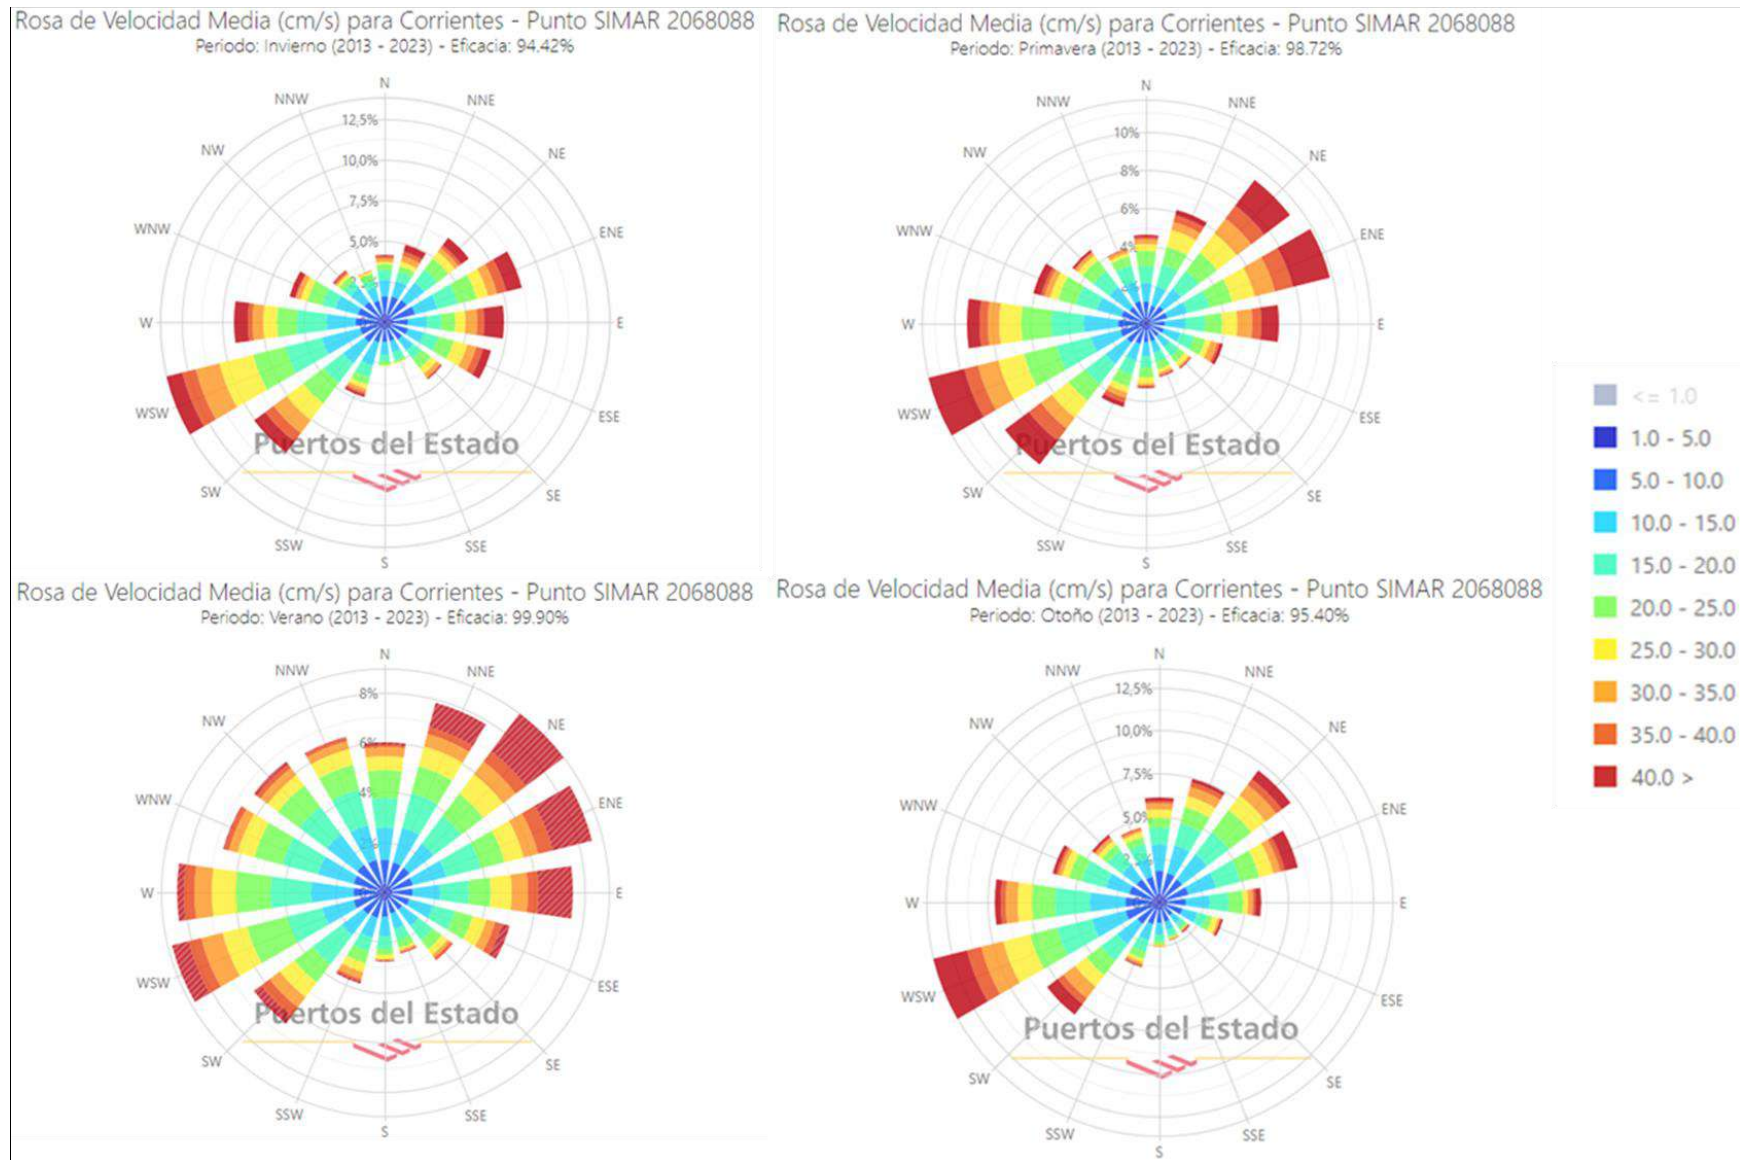 Rosa de Velocidad Media (cm/s) para Corrientes - Punto SIMAR 2068088
Periodo: Invierno (2013 - 2023) - Eficacia: 94.42%
N
NNE
NE
ENE
E
ESE
SE
SSE
S
SSW
SW
WSW
W
WNW
NW
NNW
12,5%
10,0%
7,5%
5,0%
2,5%
Puertos del Estado
Rosa de Velocidad Media (cm/s) para Corrientes - Punto SIMAR 2068088
Periodo: Primavera (2013 - 2023) - Eficacia: 98.72%
N
NNE
NE
ENE
E
ESE
SE
SSE
S
SSW
SW
WSW
W
WNW
NW
NNW
10%
8%
6%
4%
Puertos del Estado
Rosa de Velocidad Media (cm/s) para Corrientes - Punto SIMAR 2068088
Periodo: Verano (2013 - 2023) - Eficacia: 99.90%
N
NNE
NE
ENE
E
ESE
SE
SSE
S
SSW
SW
WSW
W
WNW
NW
NNW
8%
6%
4%
2%
Puertos del Estado
Rosa de Velocidad Media (cm/s) para Corrientes - Punto SIMAR 2068088
Periodo: Otoño (2013 - 2023) - Eficacia: 95.40%
N
NNE
NE
ENE
E
ESE
SE
SSE
S
SSW
SW
WSW
W
WNW
NW
NNW
12,5%
10,0%
7,5%
5,0%
2,5%
Puertos del Estado
<= 1.0
1.0 - 5.0
5.0 - 10.0
10.0 - 15.0
15.0 - 20.0
20.0 - 25.0
25.0 - 30.0
30.0 - 35.0
35.0 - 40.0
40.0 >